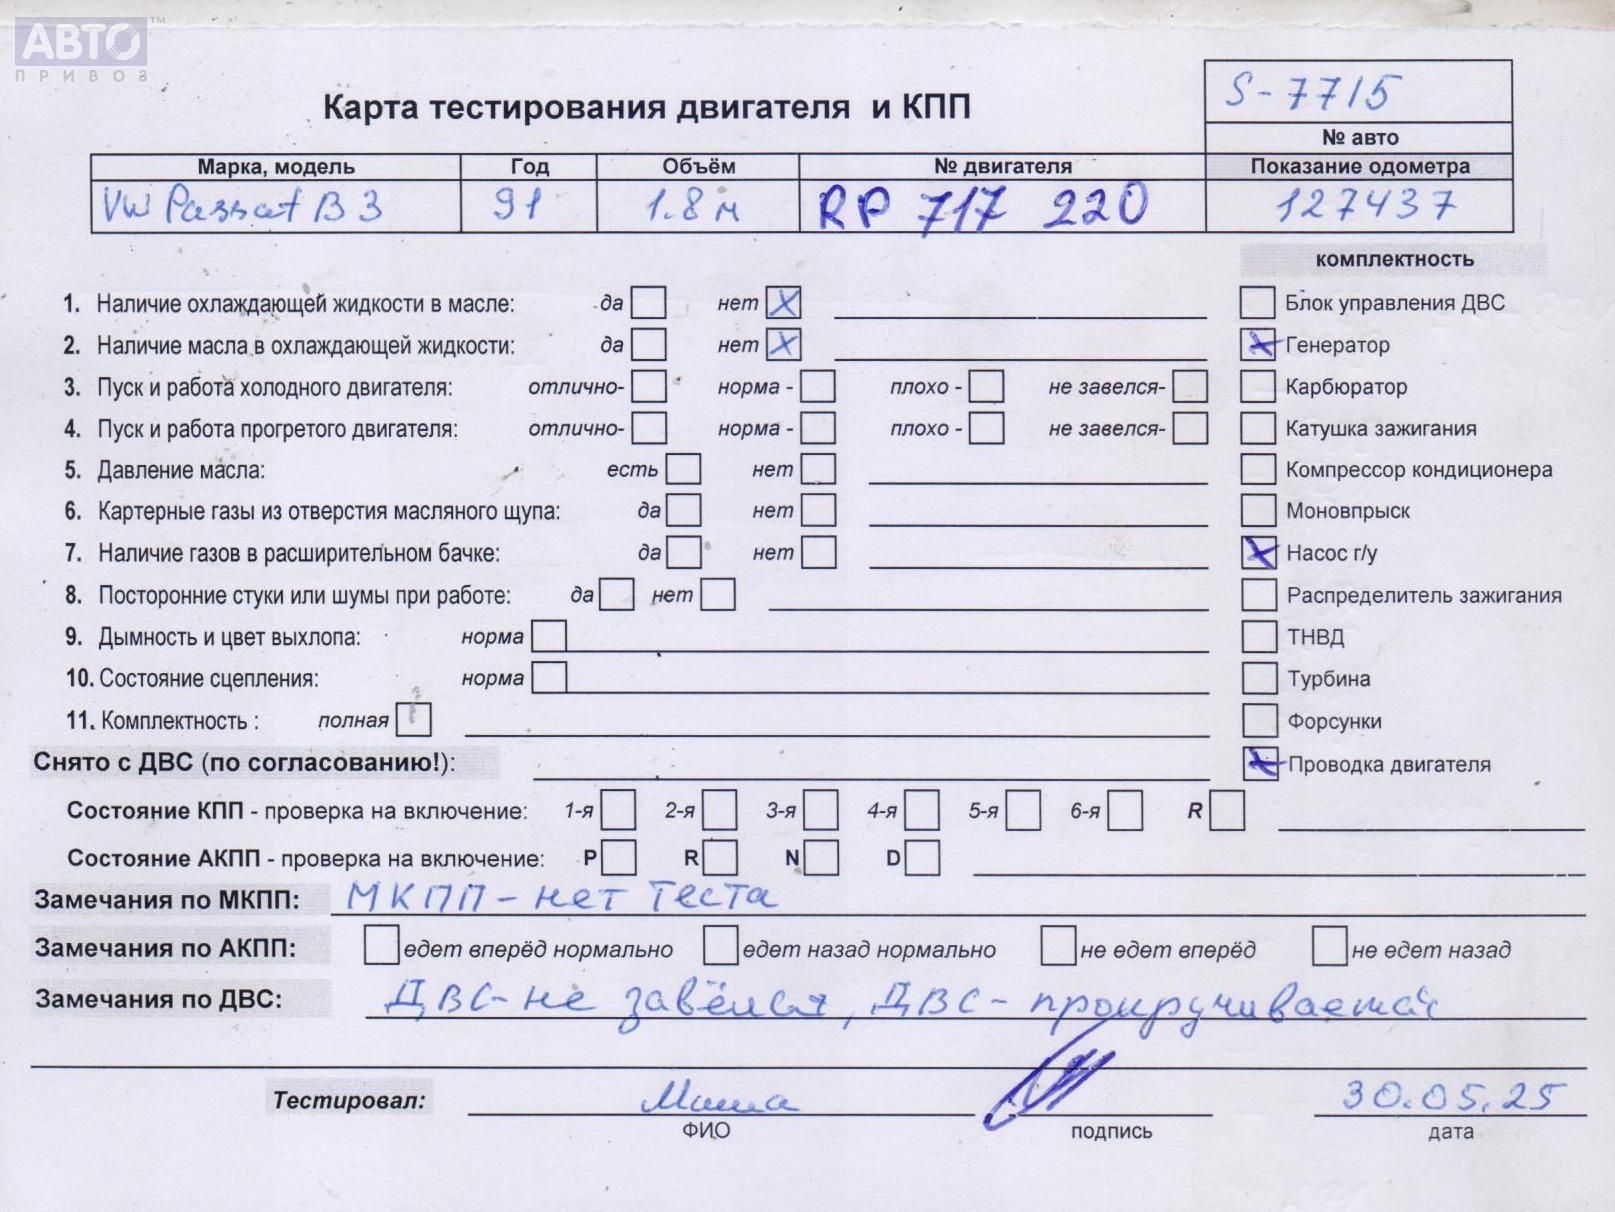 АВТО ™
ПРИВОЗ
S-7715
Карта тестирования двигателя и КПП
№ авто
Марка, модель Год Объём № двигателя Показание одометра
VW Passat B3 91 1.8 м RP 717 220 127437
комплектность
1. Наличие охлаждающей жидкости в масле: да нет X Блок управления ДВС
2. Наличие масла в охлаждающей жидкости: да нет X X Генератор
3. Пуск и работа холодного двигателя: отлично- норма - плохо - не завелся- Карбюратор
4. Пуск и работа прогретого двигателя: отлично- норма - плохо - не завелся- Катушка зажигания
5. Давление масла: есть нет Компрессор кондиционера
6. Картерные газы из отверстия масляного щупа: да нет Моновпрыск
7. Наличие газов в расширительном бачке: да нет X Насос г/у
8. Посторонние стуки или шумы при работе: да нет Распределитель зажигания
9. Дымность и цвет выхлопа: норма ТНВД
10. Состояние сцепления: норма Турбина
11. Комплектность : полная Форсунки
Снято с ДВС (по согласованию!): X Проводка двигателя
Состояние КПП - проверка на включение: 1-я 2-я 3-я 4-я 5-я 6-я R
Состояние АКПП - проверка на включение: P R N D
Замечания по МКПП: МКПП - нет теста
Замечания по АКПП: едет вперёд нормально едет назад нормально не едет вперёд не едет назад
Замечания по ДВС: ДВС - не завёлся, ДВС - прокручивается
Тестировал: 30.05.25
ФИО подпись дата